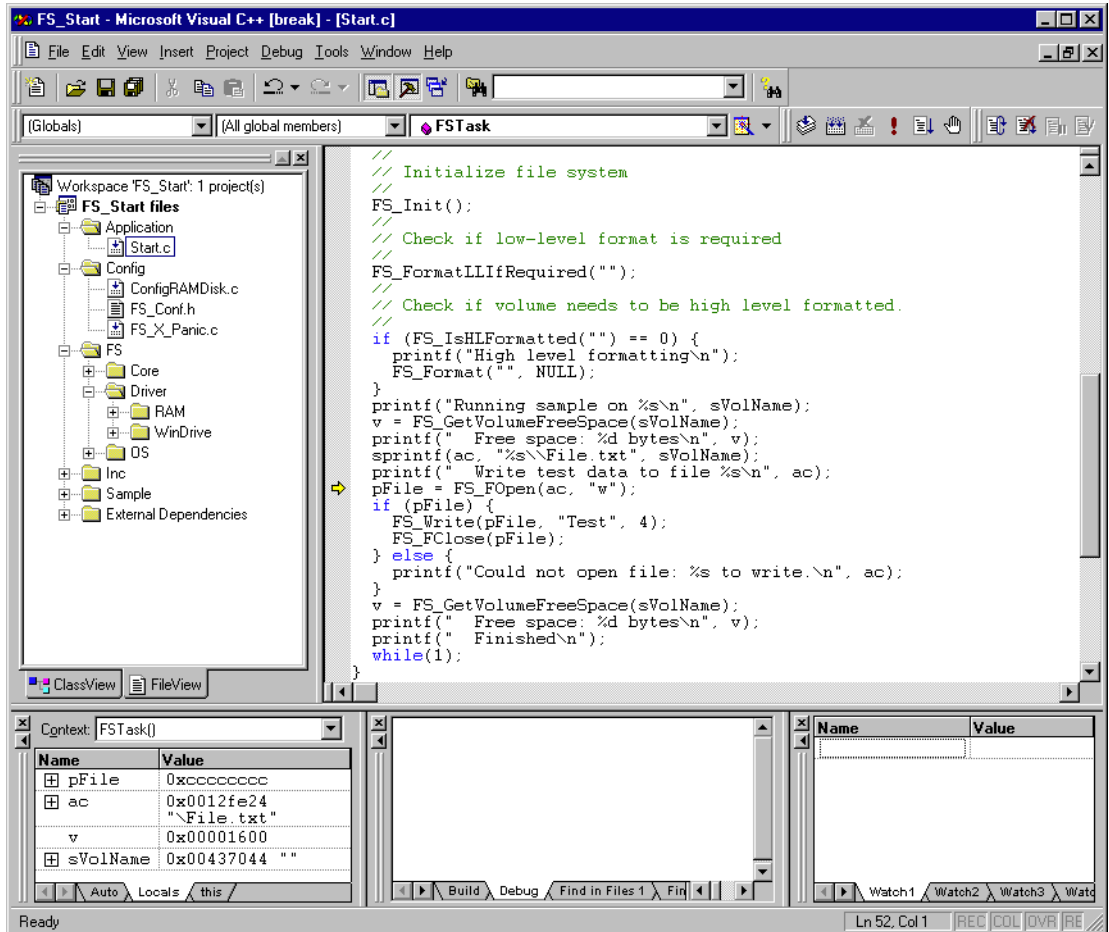 FS_Start - Microsoft Visual C++ [break] - [Start.c]
File Edit View Insert Project Debug Tools Window Help
(Globals) (All global members) FSTask
Workspace 'FS_Start': 1 project(s)
FS_Start files
Application
Start.c
Config
ConfigRAMDisk.c
FS_Conf.h
FS_X_Panic.c
FS
Core
Driver
RAM
WinDrive
OS
Inc
Sample
External Dependencies
ClassView FileView
//
// Initialize file system
//
FS_Init();
//
// Check if low-level format is required
//
FS_FormatLLIfRequired("");
//
// Check if volume needs to be high level formatted.
//
if (FS_IsHLFormatted("") == 0) {
printf("High level formatting\n");
FS_Format("", NULL);
}
printf("Running sample on %s\n", sVolName);
v = FS_GetVolumeFreeSpace(sVolName);
printf("  Free space: %d bytes\n", v);
sprintf(ac, "%s\\File.txt", sVolName);
printf("  Write test data to file %s\n", ac);
pFile = FS_FOpen(ac, "w");
if (pFile) {
FS_Write(pFile, "Test", 4);
FS_FClose(pFile);
} else {
printf("Could not open file: %s to write.\n", ac);
}
v = FS_GetVolumeFreeSpace(sVolName);
printf("  Free space: %d bytes\n", v);
printf("  Finished\n");
while(1);
}
Context: FSTask()
Name Value
pFile 0xcccccccc
ac 0x0012fe24
"\File.txt"
v 0x00001600
sVolName 0x00437044 ""
Auto Locals this
Build Debug Find in Files 1 Fin
Name Value
Watch1 Watch2 Watch3 Watc
Ready Ln 52, Col 1 REC COL OVR RE